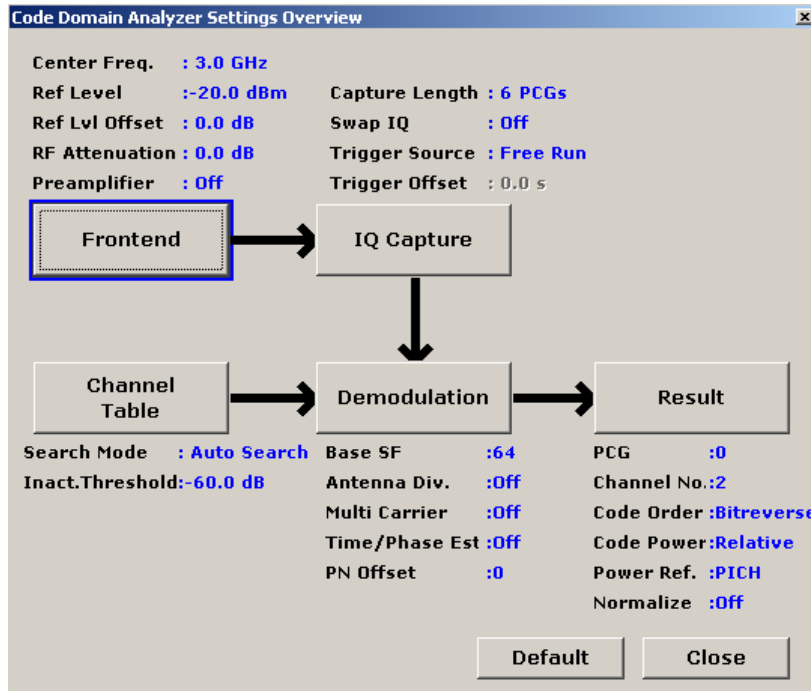 Code Domain Analyzer Settings Overview
Center Freq. : 3.0 GHz
Ref Level :-20.0 dBm
Ref Lvl Offset : 0.0 dB
RF Attenuation : 0.0 dB
Preamplifier : Off
Capture Length : 6 PCGs
Swap IQ : Off
Trigger Source : Free Run
Trigger Offset : 0.0 s
Frontend
IQ Capture
Channel
Table
Demodulation
Result
Search Mode : Auto Search
Inact.Threshold:-60.0 dB
Base SF :64
Antenna Div. :Off
Multi Carrier :Off
Time/Phase Est :Off
PN Offset :0
PCG :0
Channel No.:2
Code Order :Bitreverse
Code Power :Relative
Power Ref. :PICH
Normalize :Off
Default
Close